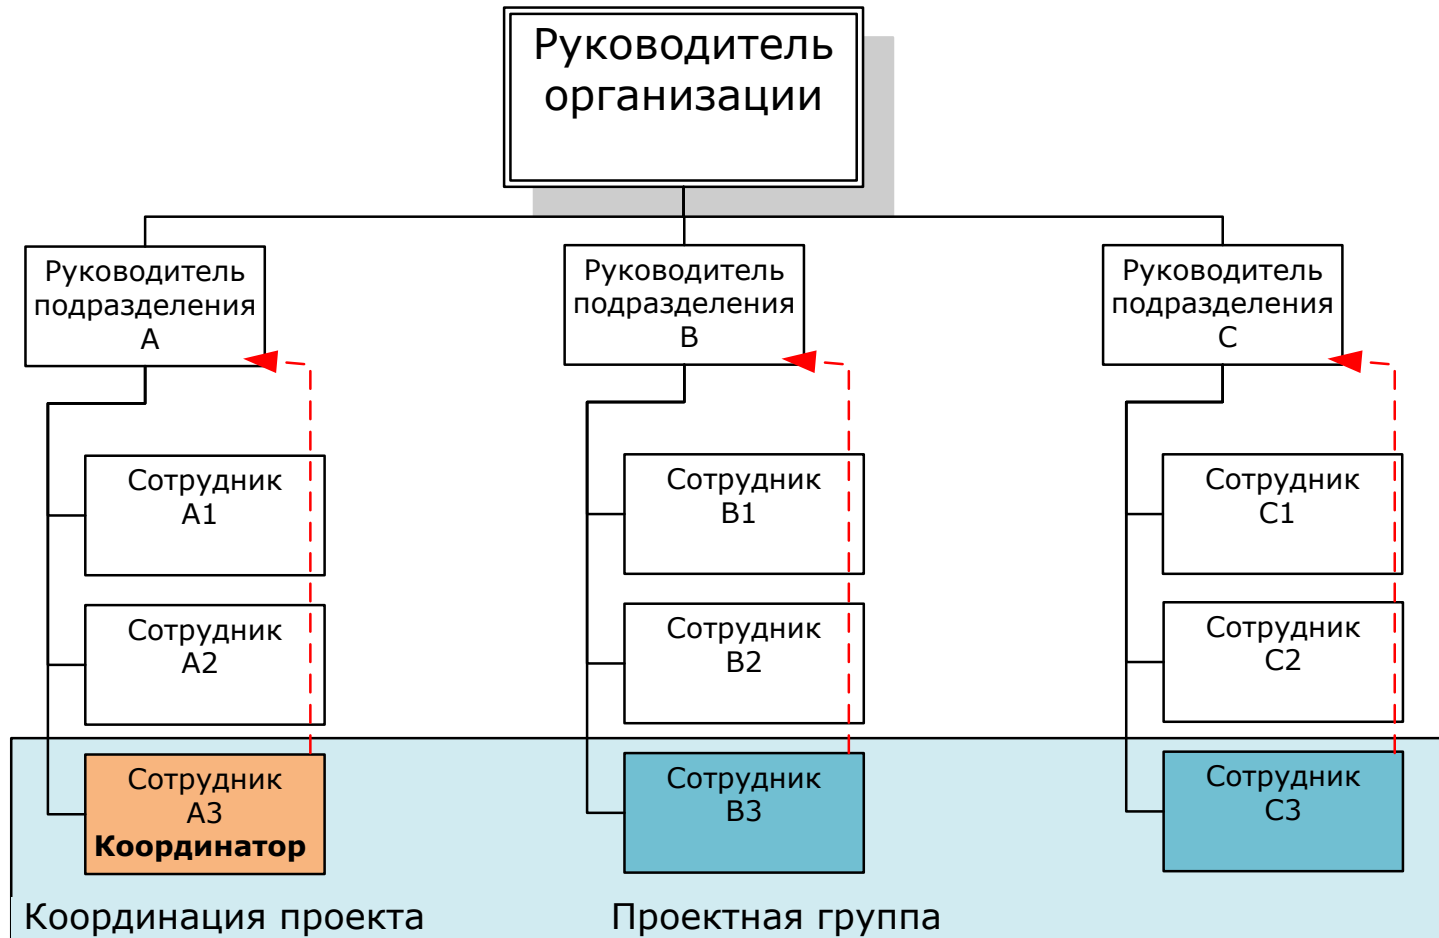 Руководитель
организации
Руководитель
подразделения
А
Руководитель
подразделения
В
Руководитель
подразделения
С
Сотрудник
А1
Сотрудник
В1
Сотрудник
С1
Сотрудник
А2
Сотрудник
В2
Сотрудник
С2
Сотрудник
А3
Координатор
Сотрудник
В3
Сотрудник
С3
Координация проекта
Проектная группа